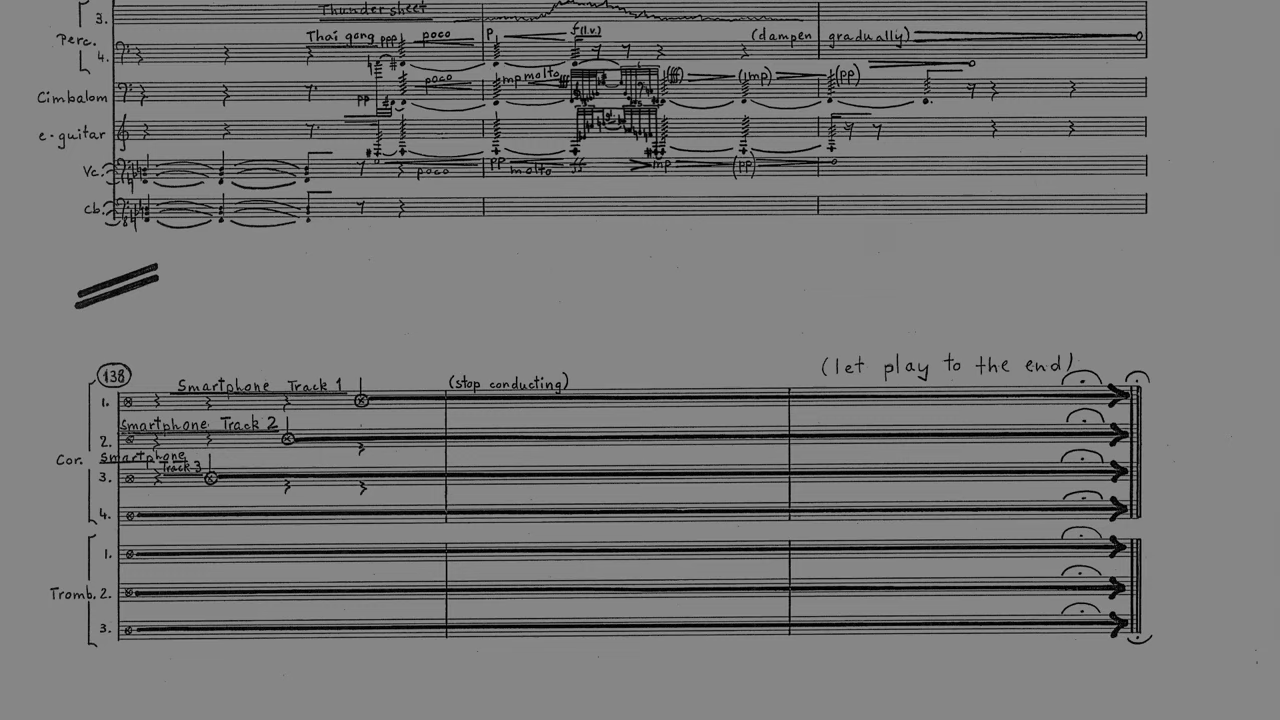 3. Thunder sheet
Perc.
4. Thai gong ppp poco p f(l.v.) (dampen gradually)
Cimbalom pp poco mp molto (mp) (pp)
e-guitar
Vc. poco pp molto ff mp (pp)
Cb.
138
(let play to the end)
1. Smartphone Track 1 (stop conducting)
2. Smartphone Track 2
Cor. Smartphone
3. Track 3
4.
1.
Tromb. 2.
3.